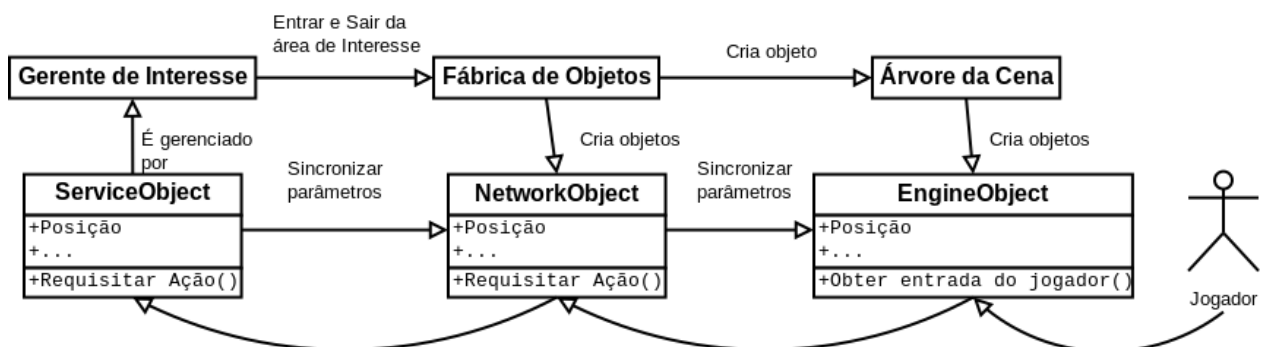 Entrar e Sair da
área de Interesse
Cria objeto
Gerente de Interesse
Fábrica de Objetos
Árvore da Cena
É gerenciado
por
Sincronizar
parâmetros
Cria objetos
Sincronizar
parâmetros
Cria objetos
ServiceObject
+Posição
+...
+Requisitar Ação()
NetworkObject
+Posição
+...
+Requisitar Ação()
EngineObject
+Posição
+...
+Obter entrada do jogador()
Jogador